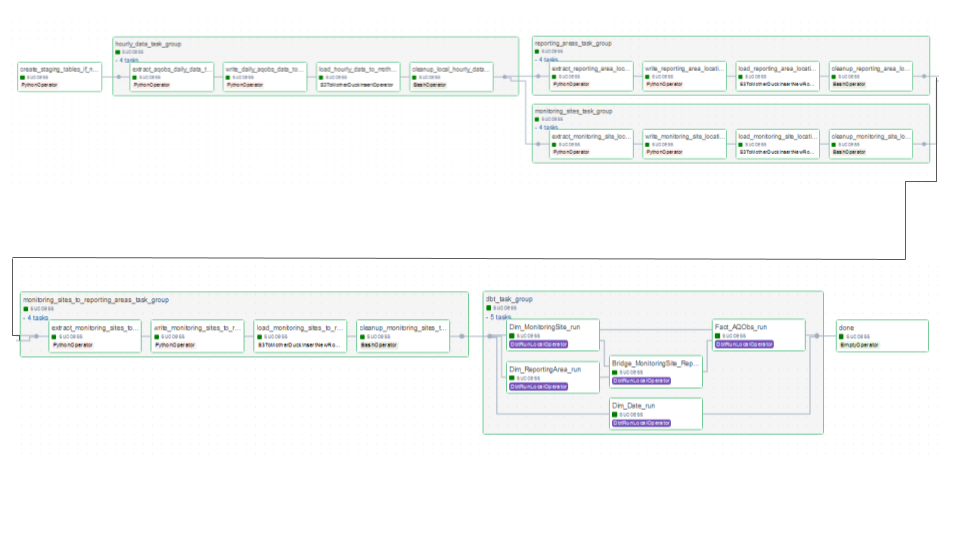 hourly_data_task_group
success
- 4 tasks
create_staging_tables_if_n...
success
PythonOperator
extract_aqobs_daily_data_t...
success
PythonOperator
write_daily_aqobs_data_to...
success
PythonOperator
load_hourly_data_to_moth...
success
S3ToMotherDuckInsertOperator
cleanup_local_hourly_data...
success
BashOperator
reporting_areas_task_group
success
- 4 tasks
extract_reporting_area_loc...
success
PythonOperator
write_reporting_area_locati...
success
PythonOperator
load_reporting_area_locati...
success
S3ToMotherDuckInsertNewRo...
cleanup_reporting_area_lo...
success
BashOperator
monitoring_sites_task_group
success
- 4 tasks
extract_monitoring_site_loc...
success
PythonOperator
write_monitoring_site_locati...
success
PythonOperator
load_monitoring_site_locati...
success
S3ToMotherDuckInsertNewRo...
cleanup_monitoring_site_lo...
success
BashOperator
monitoring_sites_to_reporting_areas_task_group
success
- 4 tasks
extract_monitoring_sites_to...
success
PythonOperator
write_monitoring_sites_to_r...
success
PythonOperator
load_monitoring_sites_to_r...
success
S3ToMotherDuckInsertNewRo...
cleanup_monitoring_sites_t...
success
BashOperator
dbt_task_group
success
- 5 tasks
Dim_MonitoringSite_run
success
DbtRunLocalOperator
Dim_ReportingArea_run
success
DbtRunLocalOperator
Bridge_MonitoringSite_Rep...
success
DbtRunLocalOperator
Dim_Date_run
success
DbtRunLocalOperator
Fact_AQObs_run
success
DbtRunLocalOperator
done
success
EmptyOperator